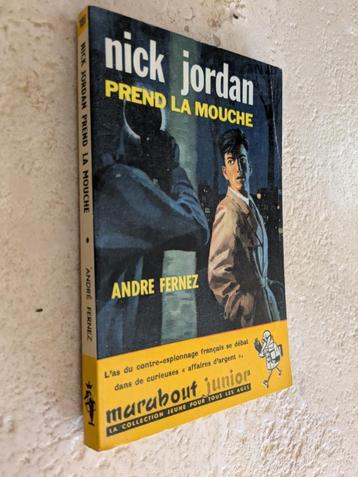 nick jordan
PREND LA MOUCHE
ANDRE FERNEZ
L'as du contre-espionnage français se débat
dans de curieuses « affaires d'argent ».
marabout junior
LA COLLECTION JEUNE POUR TOUS LES AGES
NICK JORDAN PREND LA MOUCHE
ANDRÉ FERNEZ